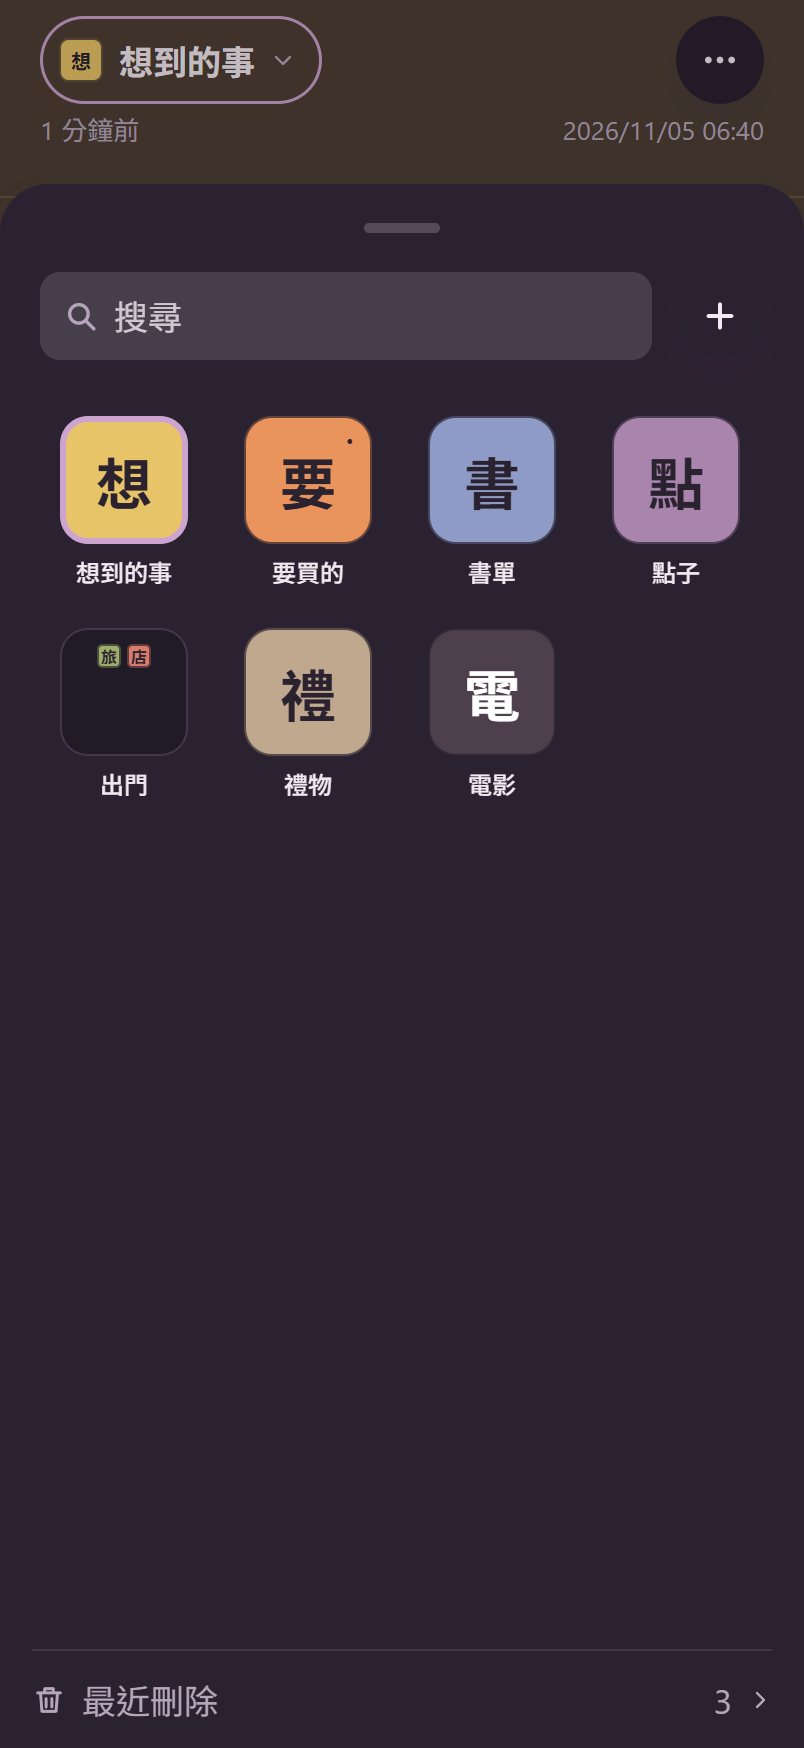 想 想到的事
1 分鐘前
2026/11/05 06:40
搜尋
想 要 書 點
想到的事 要買的 書單 點子
旅 店 禮 電
出門 禮物 電影
最近刪除 3